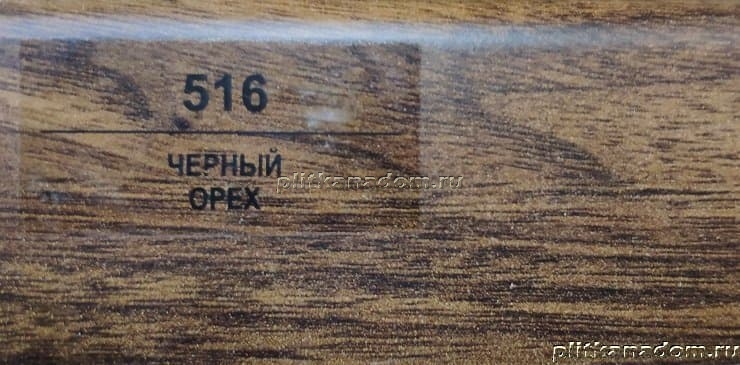 516
ЧЕРНЫЙ
ОРЕХ
plitkanadom.ru
plitkanadom.ru